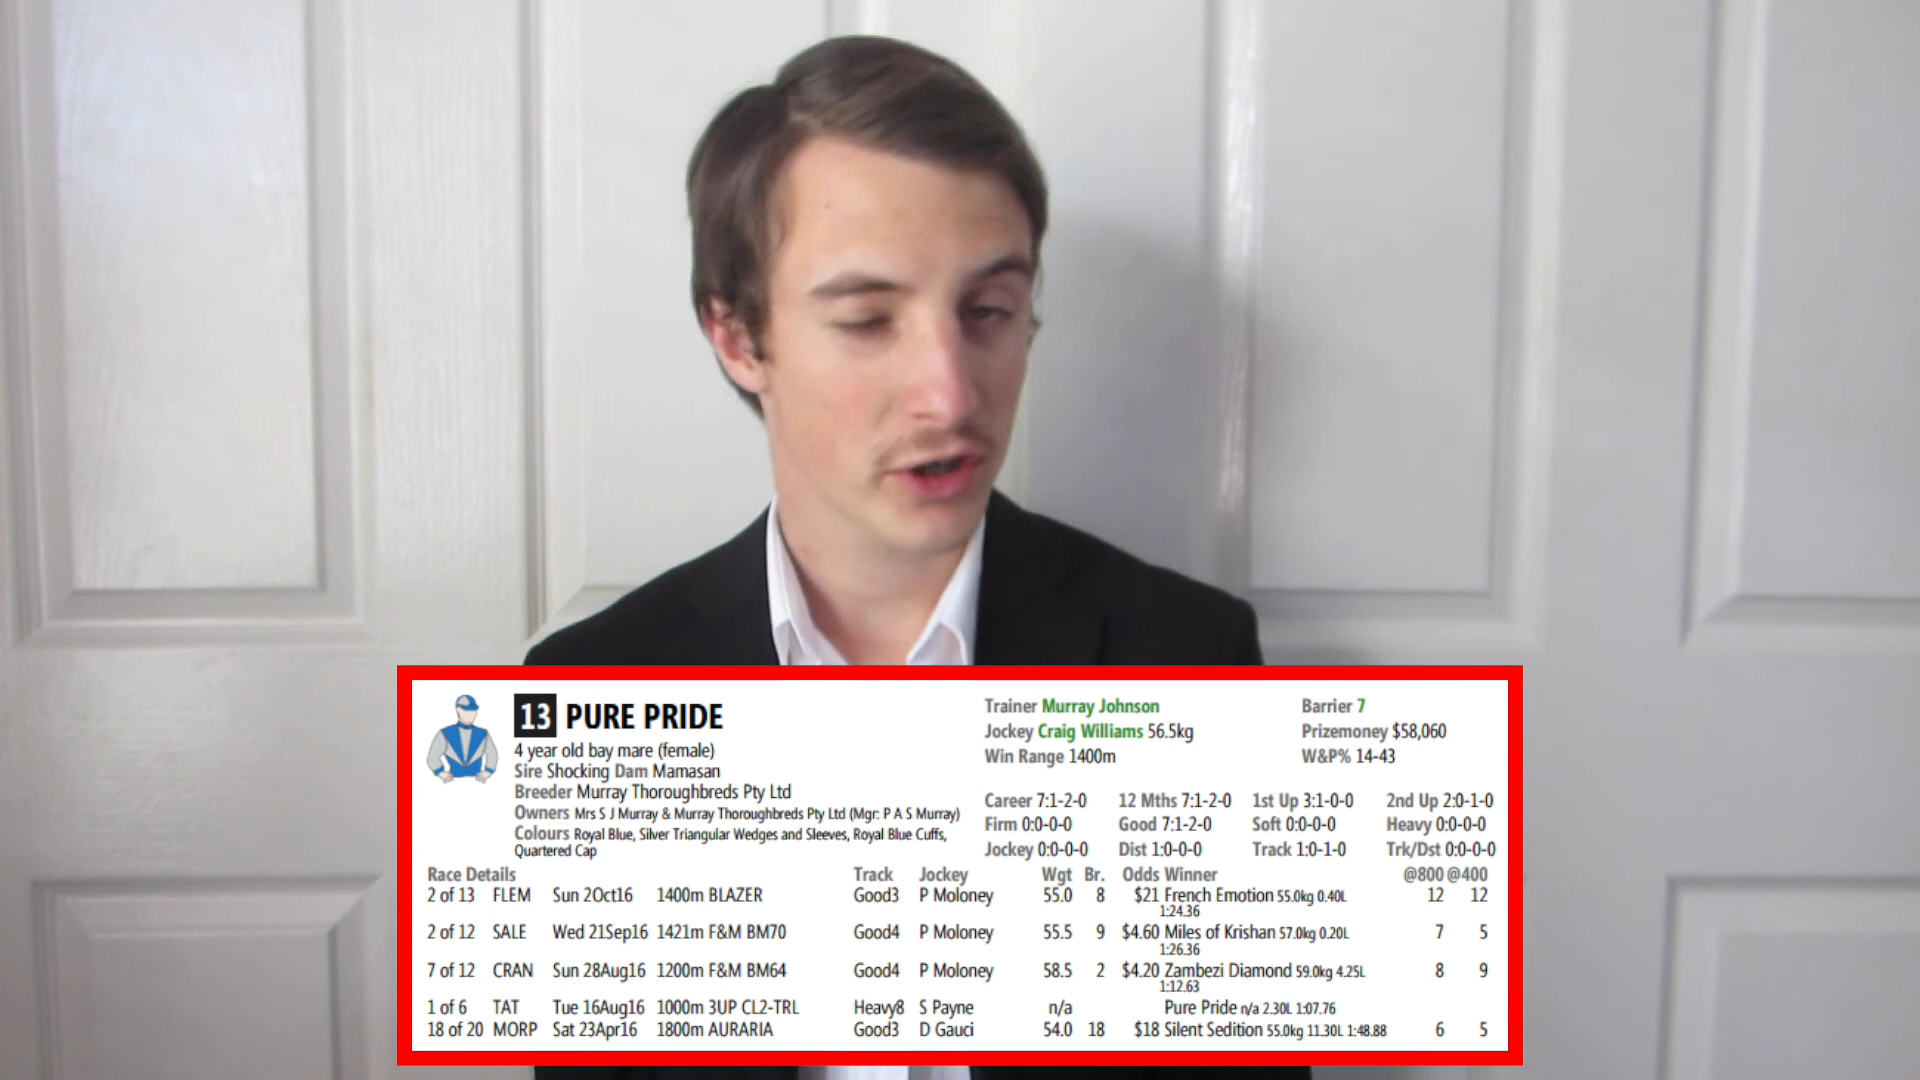 13 PURE PRIDE
4 year old bay mare (female)
Sire Shocking Dam Mamasan
Breeder Murray Thoroughbreds Pty Ltd
Owners Mrs S J Murray & Murray Thoroughbreds Pty Ltd (Mgr: P A S Murray)
Colours Royal Blue, Silver Triangular Wedges and Sleeves, Royal Blue Cuffs,
Quartered Cap
Trainer Murray Johnson Barrier 7
Jockey Craig Williams 56.5kg Prizemoney $58,060
Win Range 1400m W&P% 14-43
Career 7:1-2-0 12 Mths 7:1-2-0 1st Up 3:1-0-0 2nd Up 2:0-1-0
Firm 0:0-0-0 Good 7:1-2-0 Soft 0:0-0-0 Heavy 0:0-0-0
Jockey 0:0-0-0 Dist 1:0-0-0 Track 1:0-1-0 Trk/Dst 0:0-0-0
Race Details Track Jockey Wgt Br. Odds Winner @800 @400
2 of 13 FLEM Sun 2Oct16 1400m BLAZER Good3 P Moloney 55.0 8 $21 French Emotion 55.0kg 0.40L 12 12
1:24.36
2 of 12 SALE Wed 21Sep16 1421m F&M BM70 Good4 P Moloney 55.5 9 $4.60 Miles of Krishan 57.0kg 0.20L 7 5
1:26.36
7 of 12 CRAN Sun 28Aug16 1200m F&M BM64 Good4 P Moloney 58.5 2 $4.20 Zambezi Diamond 59.0kg 4.25L 8 9
1:12.63
1 of 6 TAT Tue 16Aug16 1000m 3UP CL2-TRL Heavy8 S Payne n/a Pure Pride n/a 2.30L 1:07.76
18 of 20 MORP Sat 23Apr16 1800m AURARIA Good3 D Gauci 54.0 18 $18 Silent Sedition 55.0kg 11.30L 1:48.88 6 5